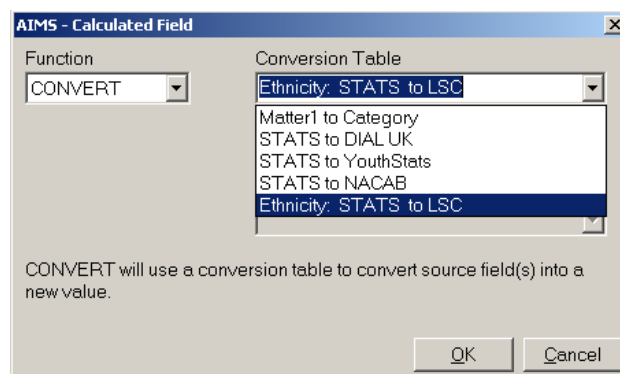 AIMS - Calculated Field
Function
Conversion Table
CONVERT
Ethnicity: STATS to LSC
Matter1 to Category
STATS to DIAL UK
STATS to YouthStats
STATS to NACAB
Ethnicity: STATS to LSC
CONVERT will use a conversion table to convert source field(s) into a
new value.
OK
Cancel